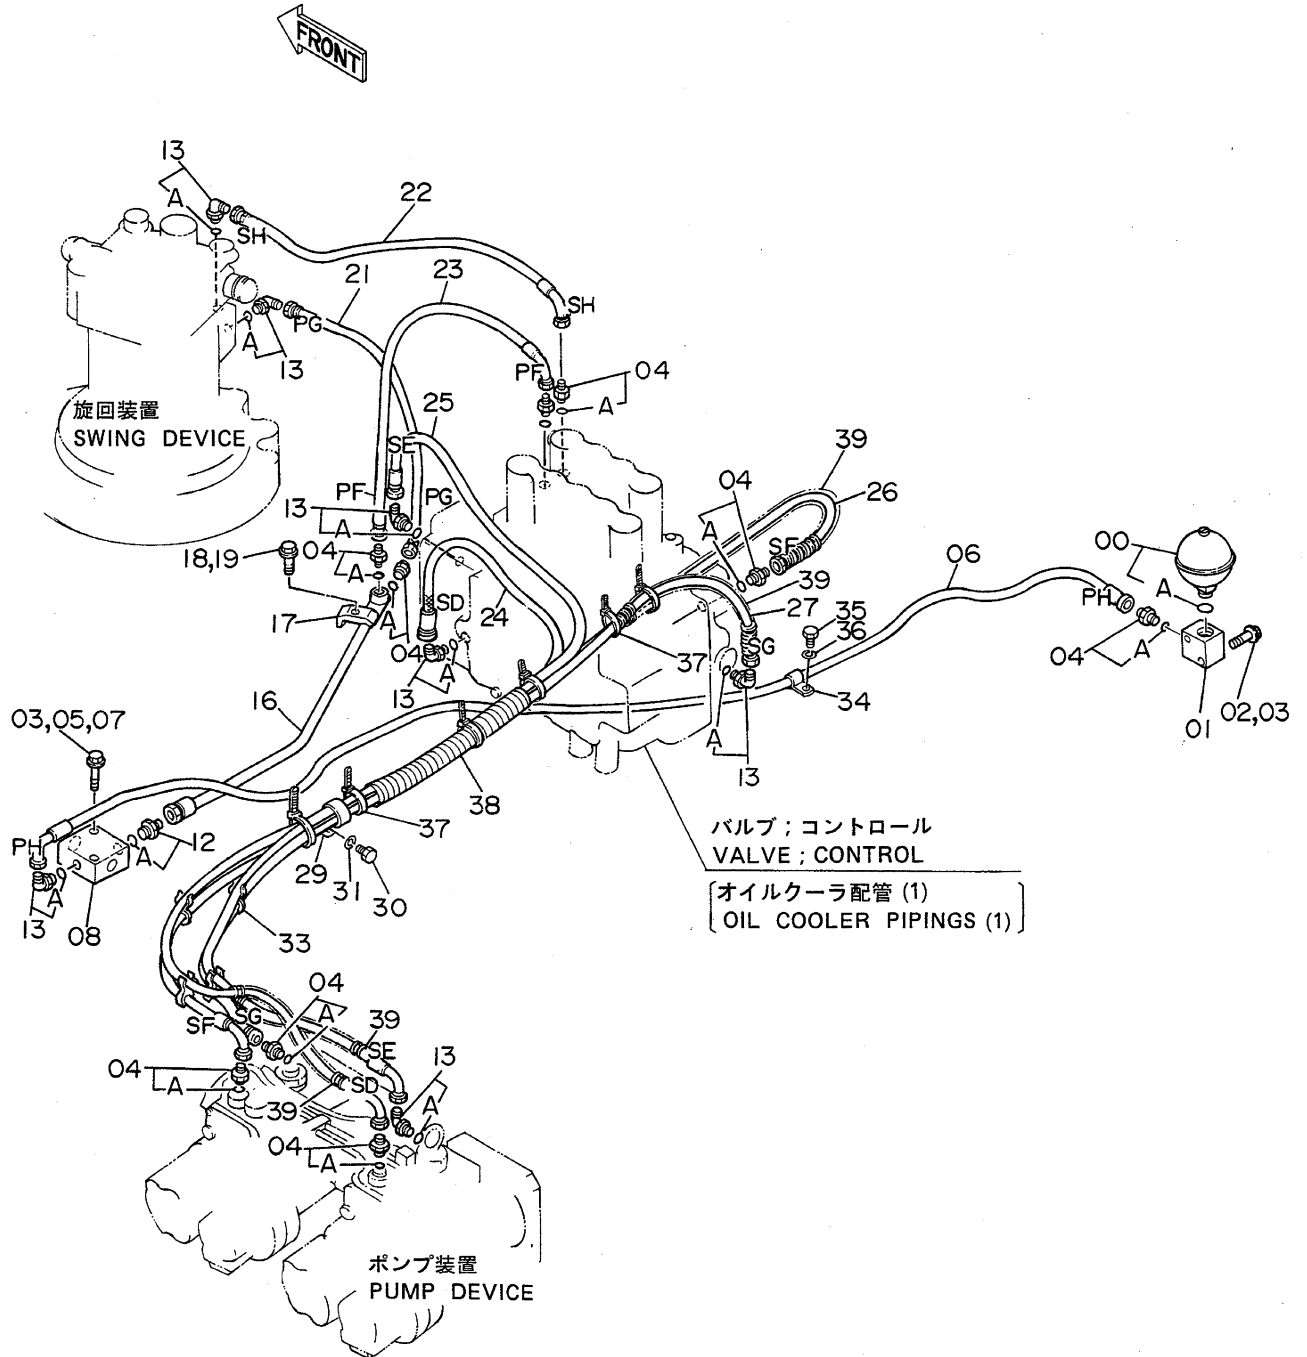 FRONT
13
A
22
SH
21
23
SH
PG
A
13
PF
04
A
旋回装置
SWING DEVICE
25
SE
39
04
26
PF
PG
13
A
A
SF
00
06
18,19
04
A
A
SD
39
PH
24
27
35
36
17
A
04
SG
04
A
37
13
A
34
01
02,03
16
03,05,07
A
13
38
37
バルブ ; コントロール
VALVE ; CONTROL
PH
A
12
29
31
30
オイルクーラ配管 (1)
OIL COOLER PIPINGS (1)
A
13
08
33
04
A
SG
SF
39
SE
13
04
A
SD
A
39
04
A
ポンプ装置
PUMP DEVICE